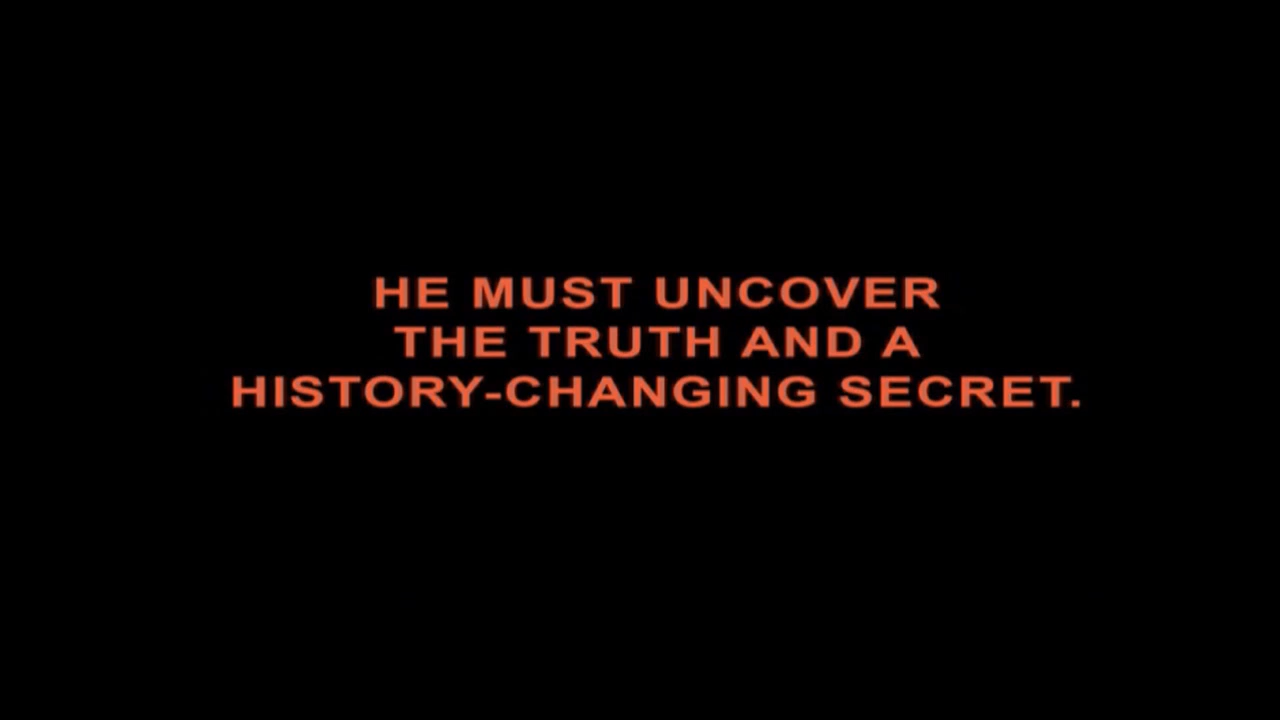 HE MUST UNCOVER
THE TRUTH AND A
HISTORY-CHANGING SECRET.